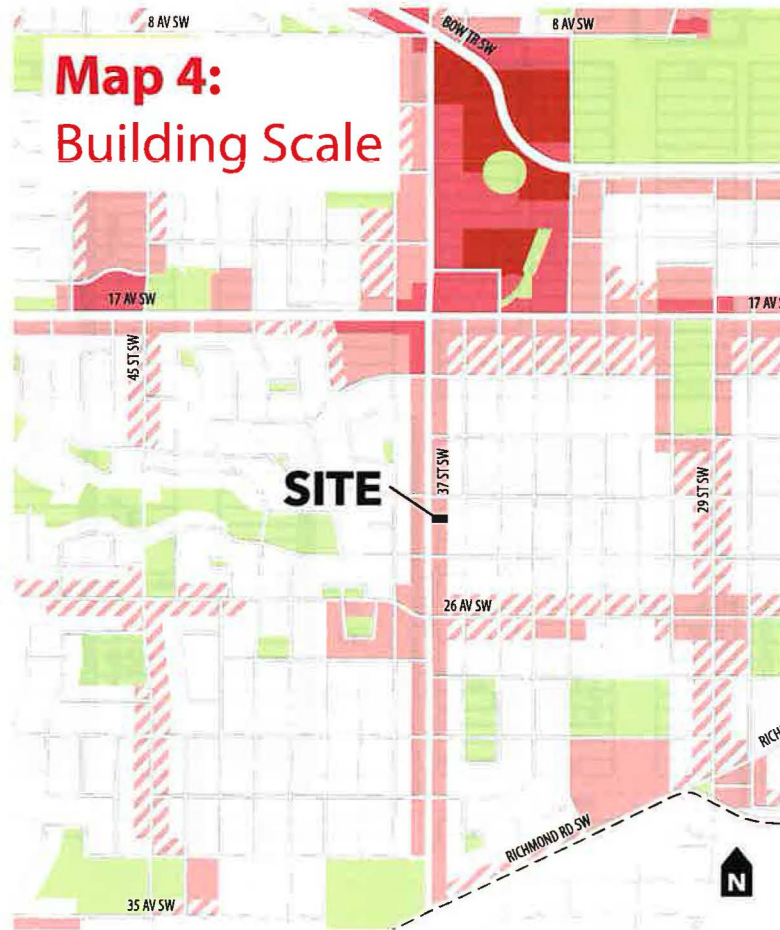 8 AV SW
BOW TR SW
8 AV SW
Map 4:
Building Scale
17 AV SW
17 AV S
45 ST SW
SITE
37 ST SW
29 ST SW
26 AV SW
RICH
RICHMOND RD SW
35 AV SW
N